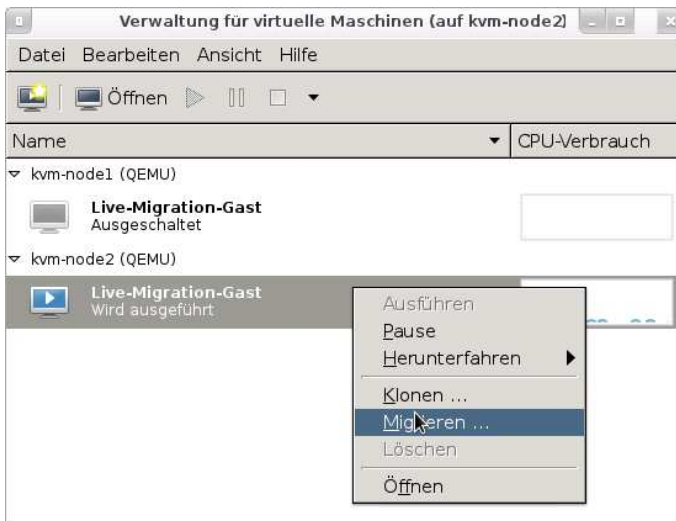 Verwaltung für virtuelle Maschinen (auf kvm-node2)
Datei Bearbeiten Ansicht Hilfe
Öffnen
Name CPU-Verbrauch
kvm-node1 (QEMU)
Live-Migration-Gast
Ausgeschaltet
kvm-node2 (QEMU)
Live-Migration-Gast
Wird ausgeführt
Ausführen
Pause
Herunterfahren
Klonen ...
Migrieren ...
Löschen
Öffnen